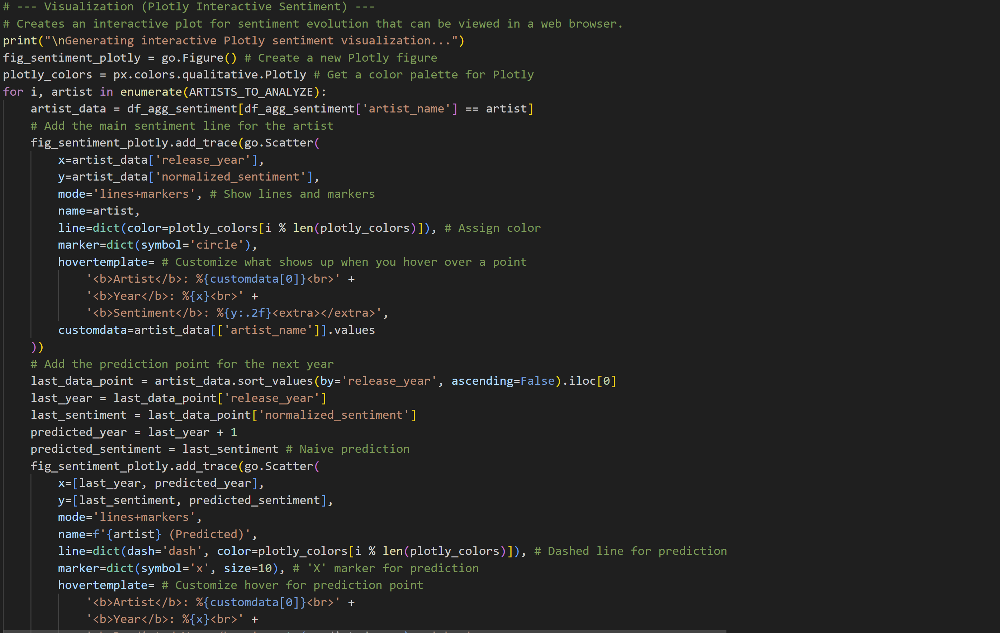 # --- Visualization (Plotly Interactive Sentiment) ---
# Creates an interactive plot for sentiment evolution that can be viewed in a web browser.
print("\nGenerating interactive Plotly sentiment visualization...")
fig_sentiment_plotly = go.Figure() # Create a new Plotly figure
plotly_colors = px.colors.qualitative.Plotly # Get a color palette for Plotly
for i, artist in enumerate(ARTISTS_TO_ANALYZE):
    artist_data = df_agg_sentiment[df_agg_sentiment['artist_name'] == artist]
    # Add the main sentiment line for the artist
    fig_sentiment_plotly.add_trace(go.Scatter(
        x=artist_data['release_year'],
        y=artist_data['normalized_sentiment'],
        mode='lines+markers', # Show lines and markers
        name=artist,
        line=dict(color=plotly_colors[i % len(plotly_colors)]), # Assign color
        marker=dict(symbol='circle'),
        hovertemplate= # Customize what shows up when you hover over a point
            '<b>Artist</b>: %{customdata[0]}<br>' +
            '<b>Year</b>: %{x}<br>' +
            '<b>Sentiment</b>: %{y:.2f}<extra></extra>',
        customdata=artist_data[['artist_name']].values
    ))
    # Add the prediction point for the next year
    last_data_point = artist_data.sort_values(by='release_year', ascending=False).iloc[0]
    last_year = last_data_point['release_year']
    last_sentiment = last_data_point['normalized_sentiment']
    predicted_year = last_year + 1
    predicted_sentiment = last_sentiment # Naive prediction
    fig_sentiment_plotly.add_trace(go.Scatter(
        x=[last_year, predicted_year],
        y=[last_sentiment, predicted_sentiment],
        mode='lines+markers',
        name=f'{artist} (Predicted)',
        line=dict(dash='dash', color=plotly_colors[i % len(plotly_colors)]), # Dashed line for prediction
        marker=dict(symbol='x', size=10), # 'X' marker for prediction
        hovertemplate= # Customize hover for prediction point
            '<b>Artist</b>: %{customdata[0]}<br>' +
            '<b>Year</b>: %{x}<br>' +